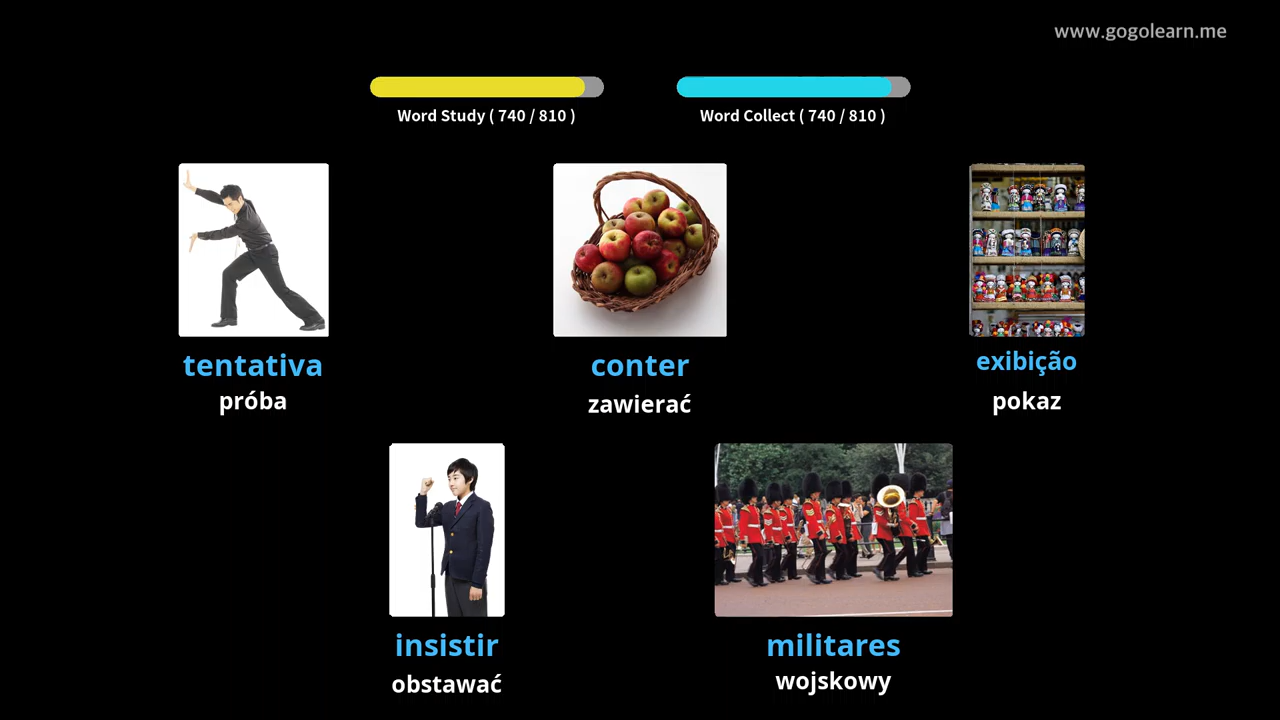 www.gogolearn.me
Word Study ( 740 / 810 )
Word Collect ( 740 / 810 )
tentativa
próba
conter
zawierać
exibição
pokaz
insistir
obstawać
militares
wojskowy